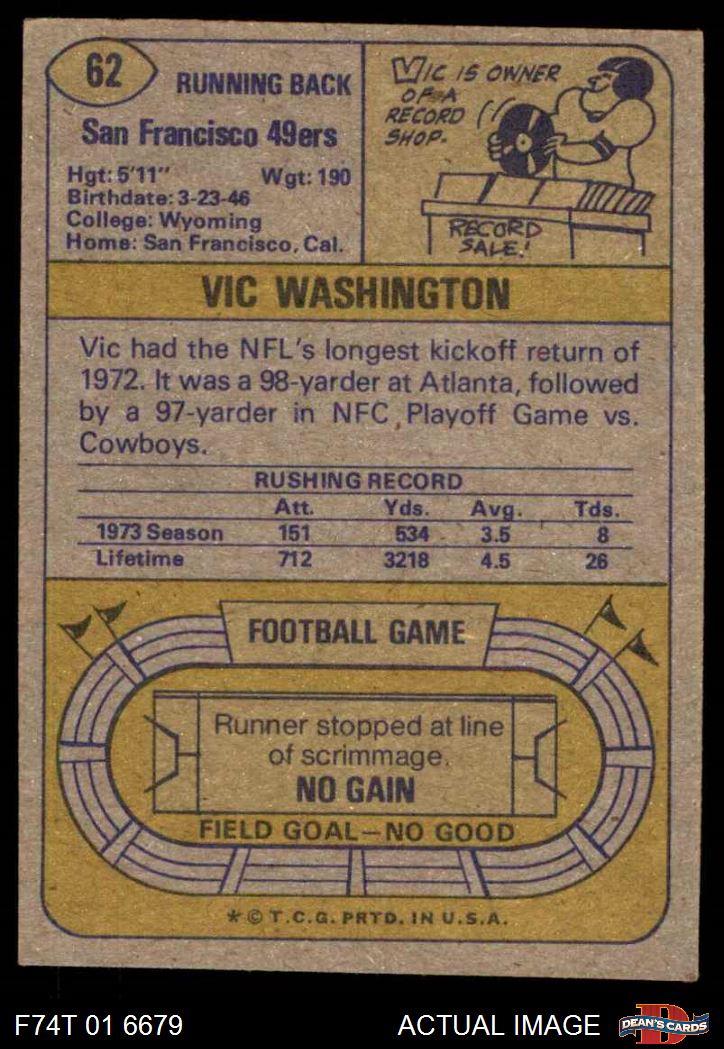 62
RUNNING BACK
San Francisco 49ers
Hgt: 5'11" Wgt: 190
Birthdate: 3-23-46
College: Wyoming
Home: San Francisco, Cal.
VIC IS OWNER
OF A
RECORD
SHOP.
RECORD
SALE!
VIC WASHINGTON
Vic had the NFL's longest kickoff return of
1972. It was a 98-yarder at Atlanta, followed
by a 97-yarder in NFC Playoff Game vs.
Cowboys.
RUSHING RECORD
Att. Yds. Avg. Tds.
1973 Season 151 534 3.5 8
Lifetime 712 3218 4.5 26
FOOTBALL GAME
Runner stopped at line
of scrimmage.
NO GAIN
FIELD GOAL—NO GOOD
* © T.C.G. PRTD. IN U.S.A.
F74T 01 6679 ACTUAL IMAGE
D
DEAN'S CARDS